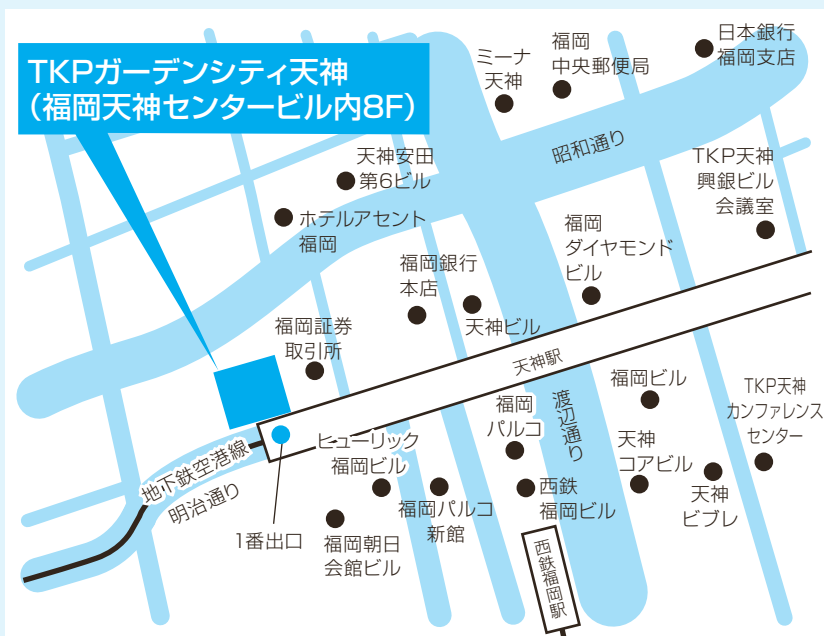 TKPガーデンシティ天神
（福岡天神センタービル内8F）
ミーナ
天神
福岡
中央郵便局
日本銀行
福岡支店
昭和通り
天神安田
第6ビル
TKP天神
興銀ビル
会議室
ホテルアセント
福岡
福岡
ダイヤモンド
ビル
福岡銀行
本店
天神ビル
福岡証券
取引所
天神駅
福岡ビル
TKP天神
カンファレンス
センター
渡辺通り
福岡
パルコ
ヒューリック
福岡ビル
天神
コアビル
地下鉄空港線
明治通り
西鉄
福岡ビル
天神
ビブレ
福岡パルコ
新館
1番出口
福岡朝日
会館ビル
西鉄福岡駅